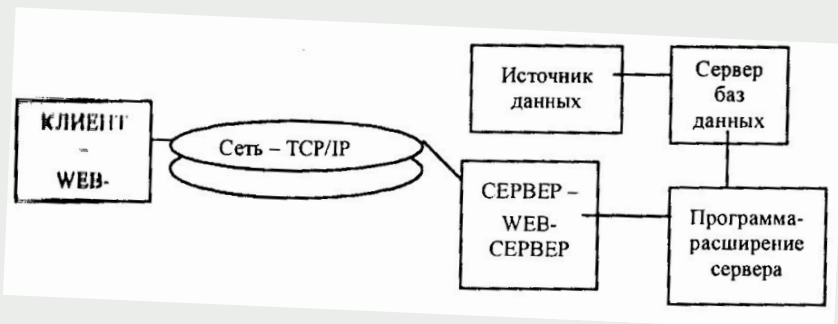 КЛИЕНТ
–
WEB-
Сеть – TCP/IP
Источник
данных
Сервер
баз
данных
СЕРВЕР –
WEB-
СЕРВЕР
Программа-
расширение
сервера